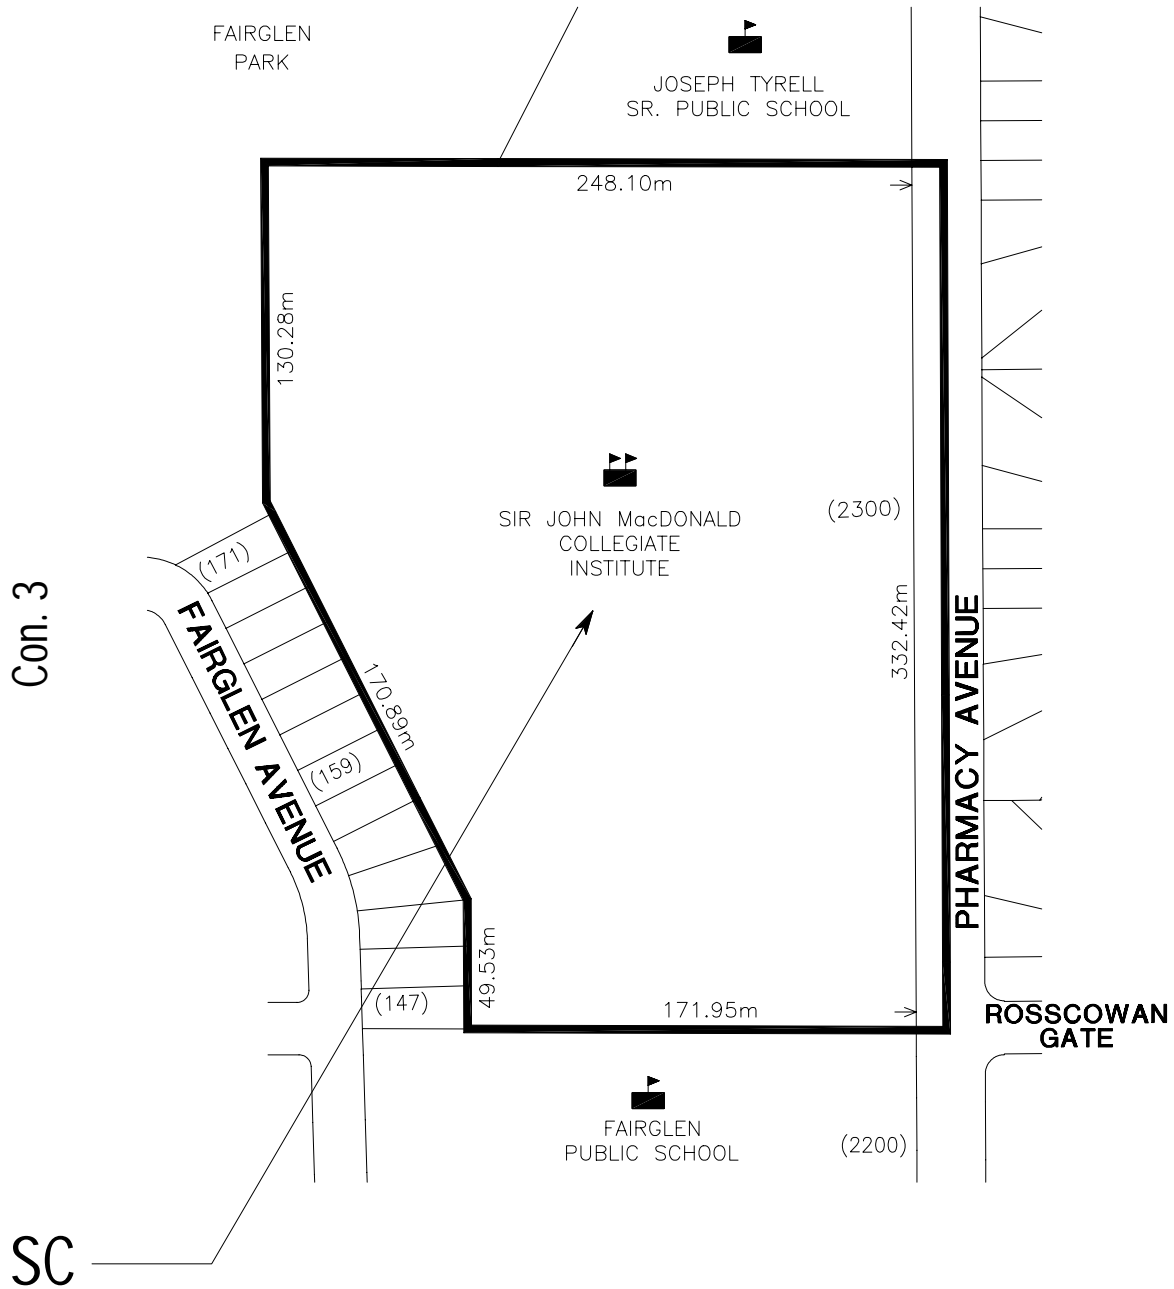 FAIRGLEN
PARK
JOSEPH TYRELL
SR. PUBLIC SCHOOL
248.10m
130.28m
SIR JOHN MacDONALD
COLLEGIATE
INSTITUTE
(2300)
(171)
Con. 3
FAIRGLEN AVENUE
170.89m
332.42m
PHARMACY AVENUE
(159)
49.53m
(147)
171.95m
ROSSCOWAN
GATE
FAIRGLEN
PUBLIC SCHOOL
(2200)
SC